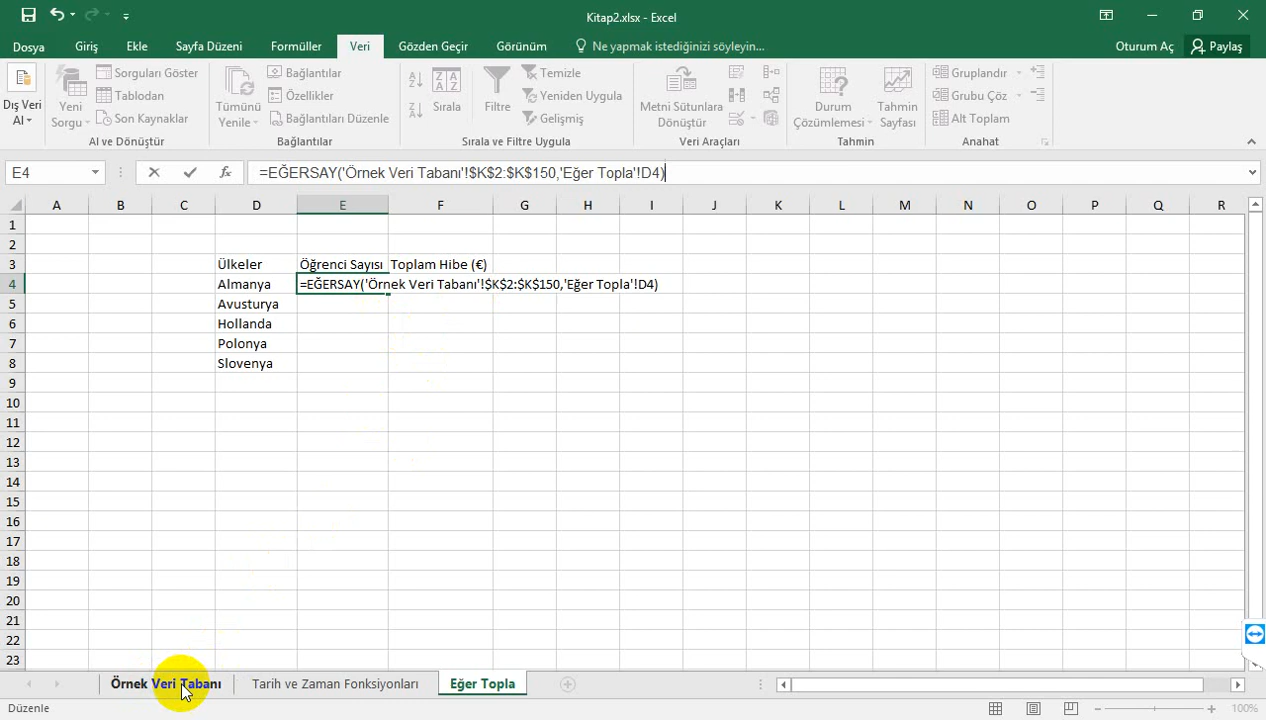 Kitap2.xlsx - Excel
Dosya Giriş Ekle Sayfa Düzeni Formüller Veri Gözden Geçir Görünüm Ne yapmak istediğinizi söyleyin... Oturum Aç Paylaş
Dış Veri Al
Yeni Sorgu
Sorguları Göster
Tablodan
Son Kaynaklar
Al ve Dönüştür
Tümünü Yenile
Bağlantılar
Özellikler
Bağlantıları Düzenle
Bağlantılar
Sırala
Filtre
Temizle
Yeniden Uygula
Gelişmiş
Sırala ve Filtre Uygula
Metni Sütunlara Dönüştür
Veri Araçları
Durum Çözümlemesi
Tahmin Sayfası
Tahmin
Gruplandır
Grubu Çöz
Alt Toplam
Anahat
E4 fx =EĞERSAY('Örnek Veri Tabanı'!$K$2:$K$150,'Eğer Topla'!D4)
A B C D E F G H I J K L M N O P Q R
1
2
3 Ülkeler Öğrenci Sayısı Toplam Hibe (€)
4 Almanya =EĞERSAY('Örnek Veri Tabanı'!$K$2:$K$150,'Eğer Topla'!D4)
5 Avusturya
6 Hollanda
7 Polonya
8 Slovenya
9
10
11
12
13
14
15
16
17
18
19
20
21
22
23
Örnek Veri Tabanı Tarih ve Zaman Fonksiyonları Eğer Topla
Düzenle 100%